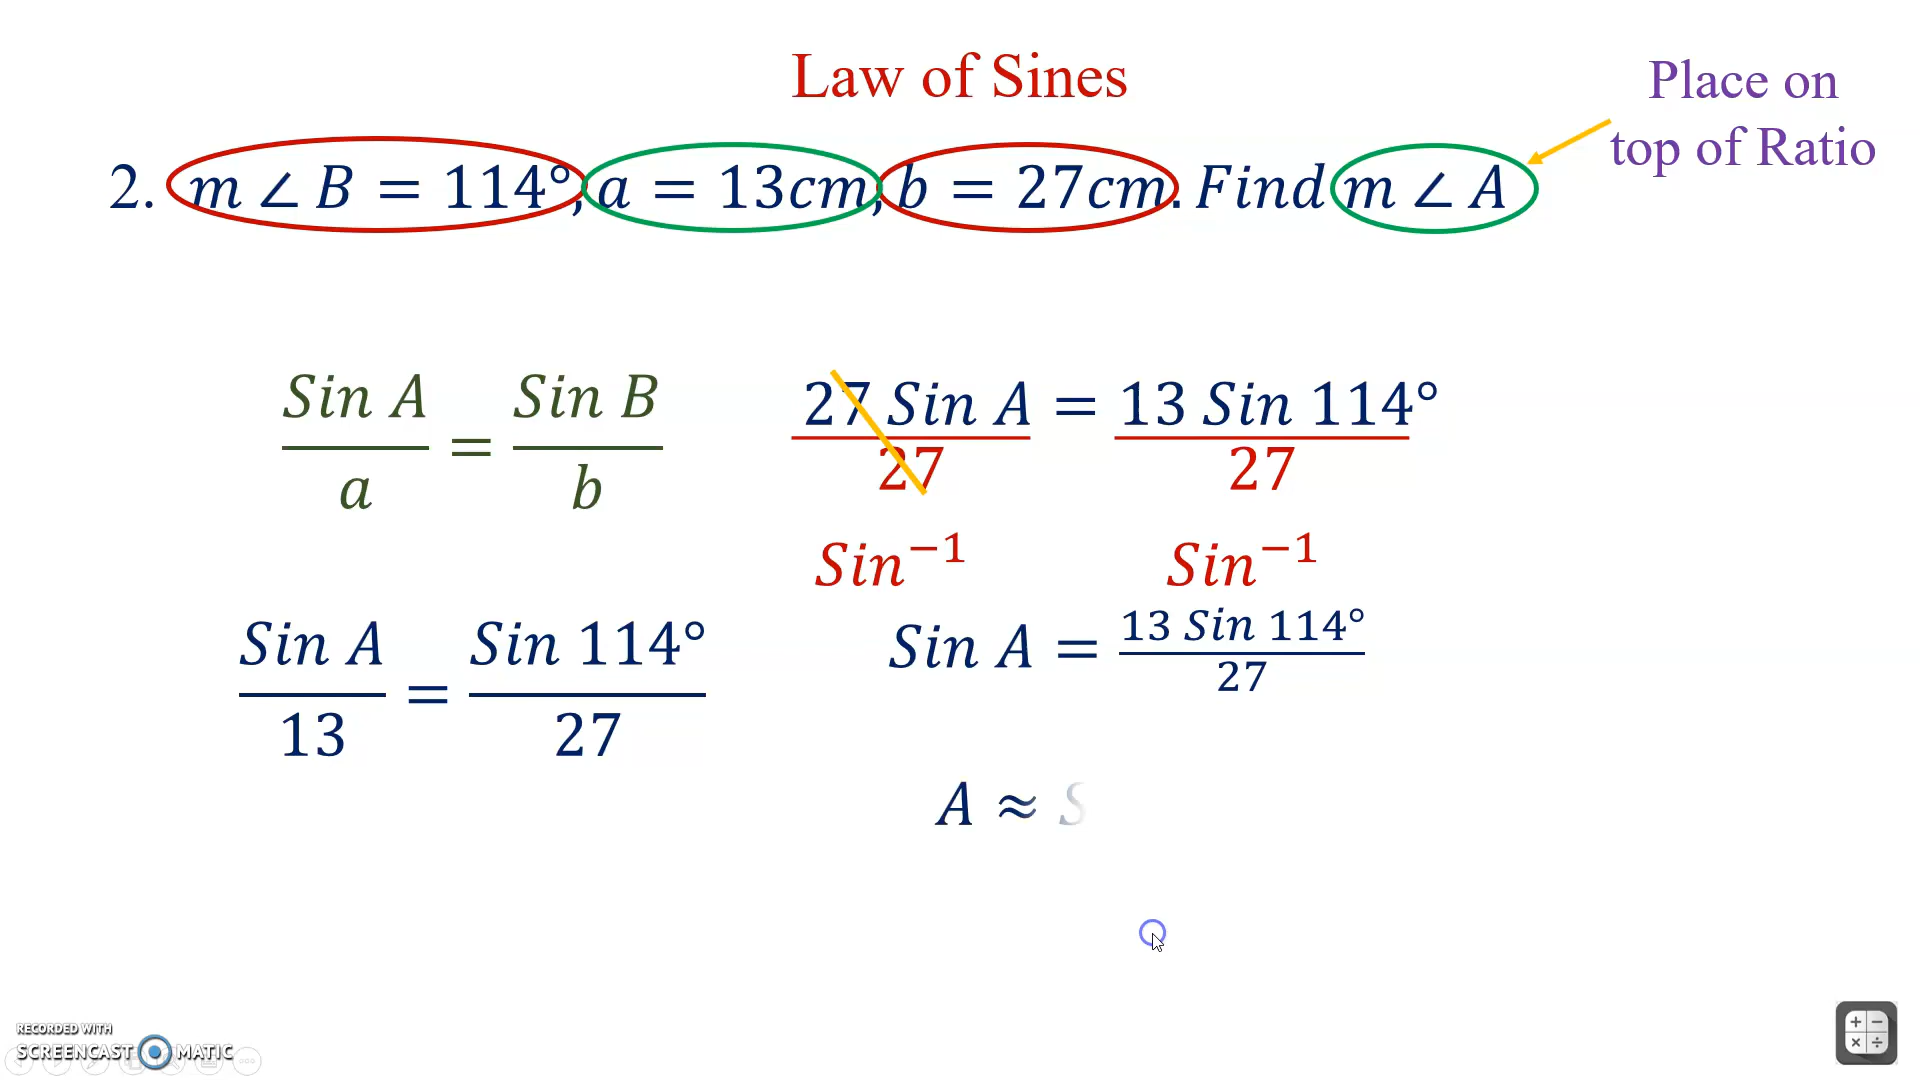 Law of Sines
Place on
top of Ratio
2. m ∠ B = 114°, a = 13cm, b = 27cm. Find m ∠ A
Sin A / a = Sin B / b
27 Sin A / 27 = 13 Sin 114° / 27
Sin⁻¹ Sin⁻¹
Sin A / 13 = Sin 114° / 27
Sin A = 13 Sin 114° / 27
A ≈ S
RECORDED WITH
SCREENCAST MATIC